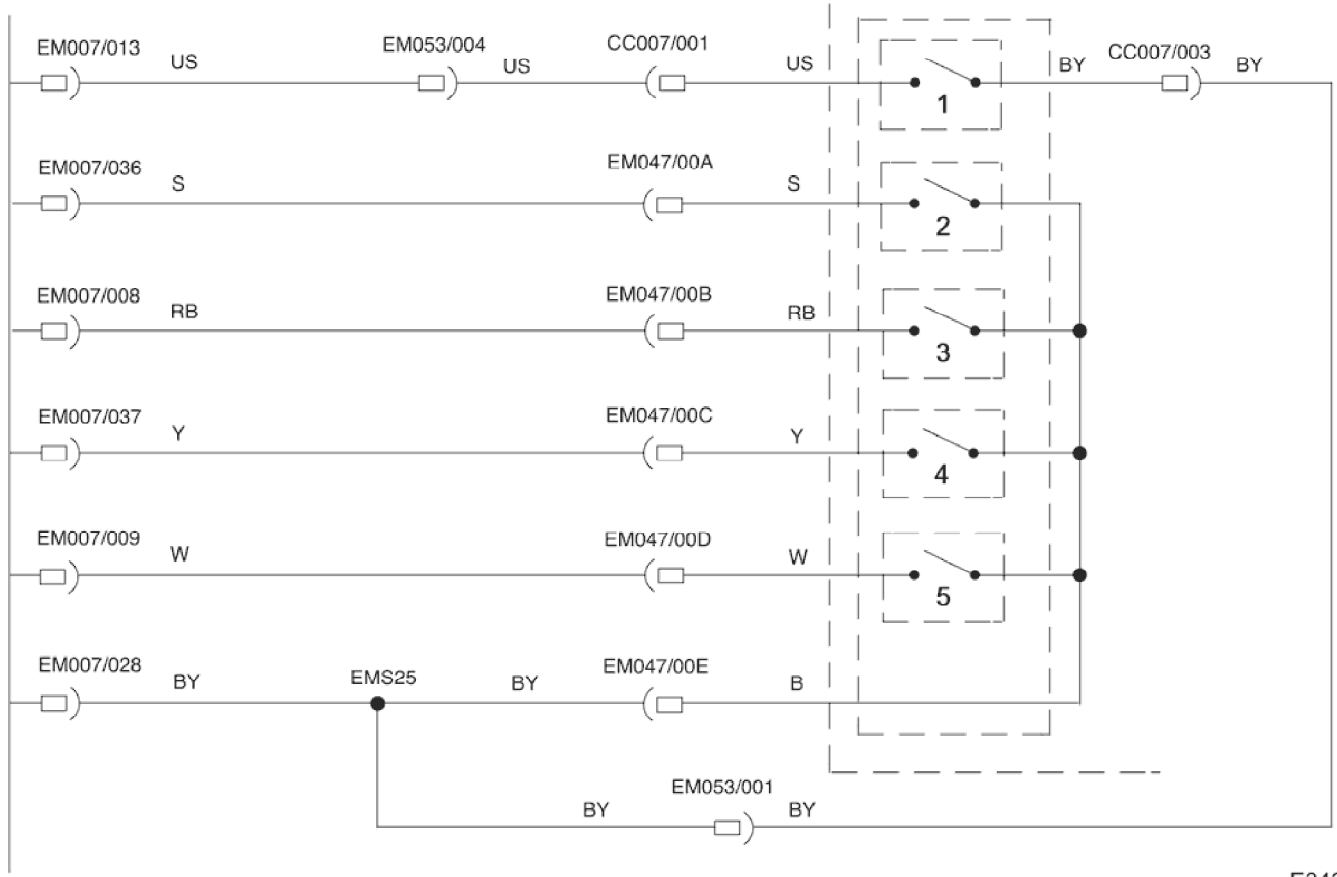 EM007/013 US EM053/004 US CC007/001 US 1 BY CC007/003 BY
EM007/036 S EM047/00A S 2
EM007/008 RB EM047/00B RB 3
EM007/037 Y EM047/00C Y 4
EM007/009 W EM047/00D W 5
EM007/028 BY EMS25 BY EM047/00E B
EM053/001
BY BY